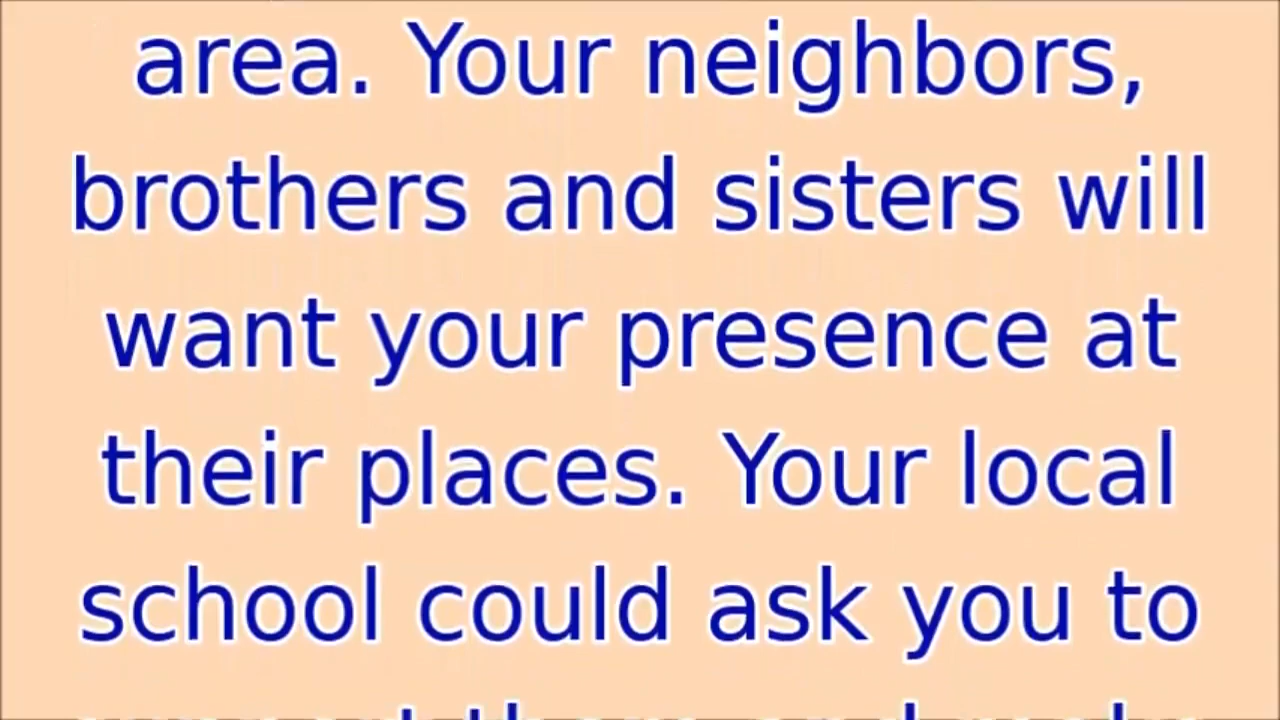 area. Your neighbors,
brothers and sisters will
want your presence at
their places. Your local
school could ask you to